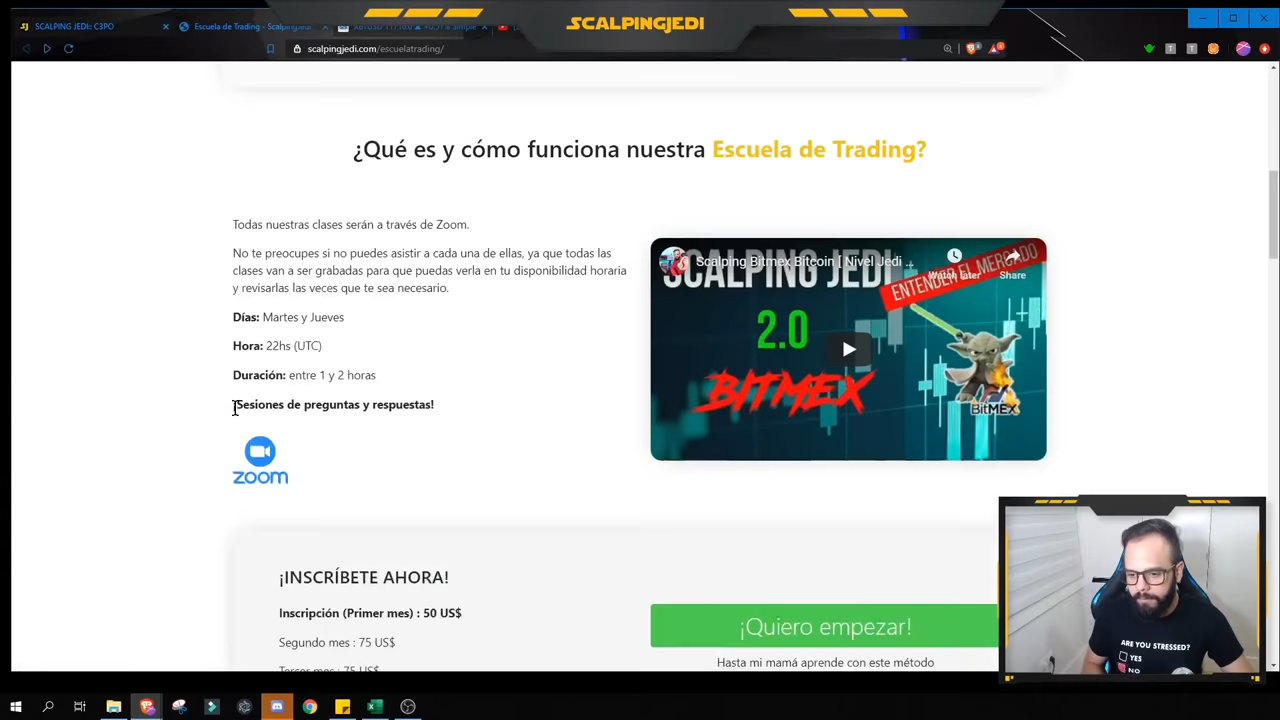 SCALPINGJEDI
SCALPING JEDI: C3PO
Escuela de Trading - Scalpingjedi
scalpingjedi.com/escuelatrading/
¿Qué es y cómo funciona nuestra Escuela de Trading?
Todas nuestras clases serán a través de Zoom.
No te preocupes si no puedes asistir a cada una de ellas, ya que todas las
clases van a ser grabadas para que puedas verla en tu disponibilidad horaria
y revisarlas las veces que te sea necesario.
Días: Martes y Jueves
Hora: 22hs (UTC)
Duración: entre 1 y 2 horas
¡Sesiones de preguntas y respuestas!
zoom
Scalping Bitmex Bitcoin [ Nivel Jedi ...
Watch later
Share
SCALPING JEDI
ENTENDER EL MERCADO
2.0
BITMEX
BitMEX
¡INSCRÍBETE AHORA!
Inscripción (Primer mes) : 50 US$
Segundo mes : 75 US$
Tercer mes : 75 US$
¡Quiero empezar!
Hasta mi mamá aprende con este método
ARE YOU STRESSED?
YES
NO